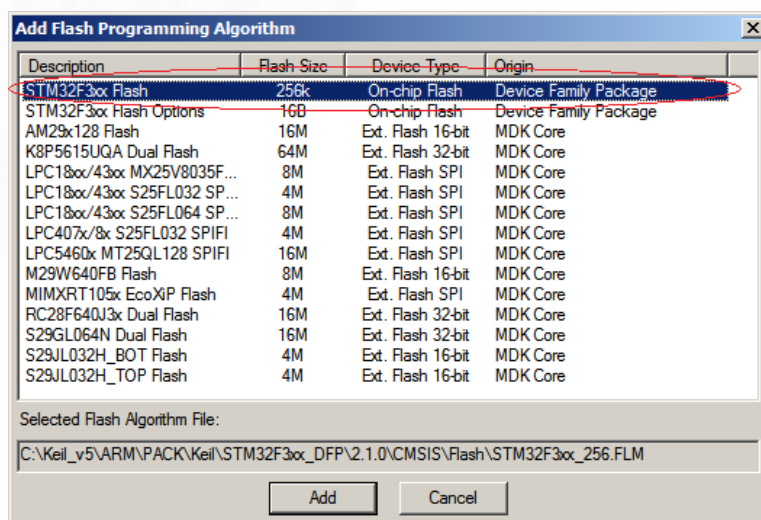 Add Flash Programming Algorithm
Description Flash Size Device Type Origin
STM32F3xx Flash 256k On-chip Flash Device Family Package
STM32F3xx Flash Options 16B On-chip Flash Device Family Package
AM29x128 Flash 16M Ext. Flash 16-bit MDK Core
K8P5615UQA Dual Flash 64M Ext. Flash 32-bit MDK Core
LPC18xx/43xx MX25V8035F... 8M Ext. Flash SPI MDK Core
LPC18xx/43xx S25FL032 SP... 4M Ext. Flash SPI MDK Core
LPC18xx/43xx S25FL064 SP... 8M Ext. Flash SPI MDK Core
LPC407x/8x S25FL032 SPIFI 4M Ext. Flash SPI MDK Core
LPC5460x MT25QL128 SPIFI 16M Ext. Flash SPI MDK Core
M29W640FB Flash 8M Ext. Flash 16-bit MDK Core
MIMXRT105x EcoXiP Flash 4M Ext. Flash SPI MDK Core
RC28F640J3x Dual Flash 16M Ext. Flash 32-bit MDK Core
S29GL064N Dual Flash 16M Ext. Flash 32-bit MDK Core
S29JL032H_BOT Flash 4M Ext. Flash 16-bit MDK Core
S29JL032H_TOP Flash 4M Ext. Flash 16-bit MDK Core
Selected Flash Algorithm File:
C:\Keil_v5\ARM\PACK\Keil\STM32F3xx_DFP\2.1.0\CMSIS\Flash\STM32F3xx_256.FLM
Add Cancel